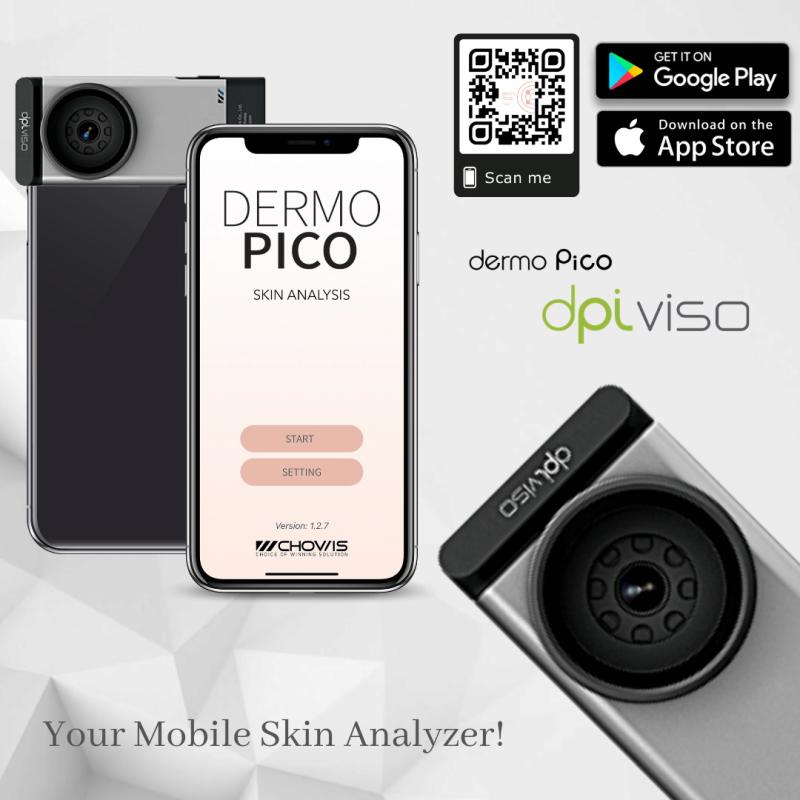 dpiviso
DERMO
PICO
SKIN ANALYSIS
START
SETTING
Version: 1.2.7
CHOWIS
CHOICE OF WINNING SOLUTION
Scan me
GET IT ON
Google Play
Download on the
App Store
dermo Pico
dpiviso
dpiviso
Your Mobile Skin Analyzer!